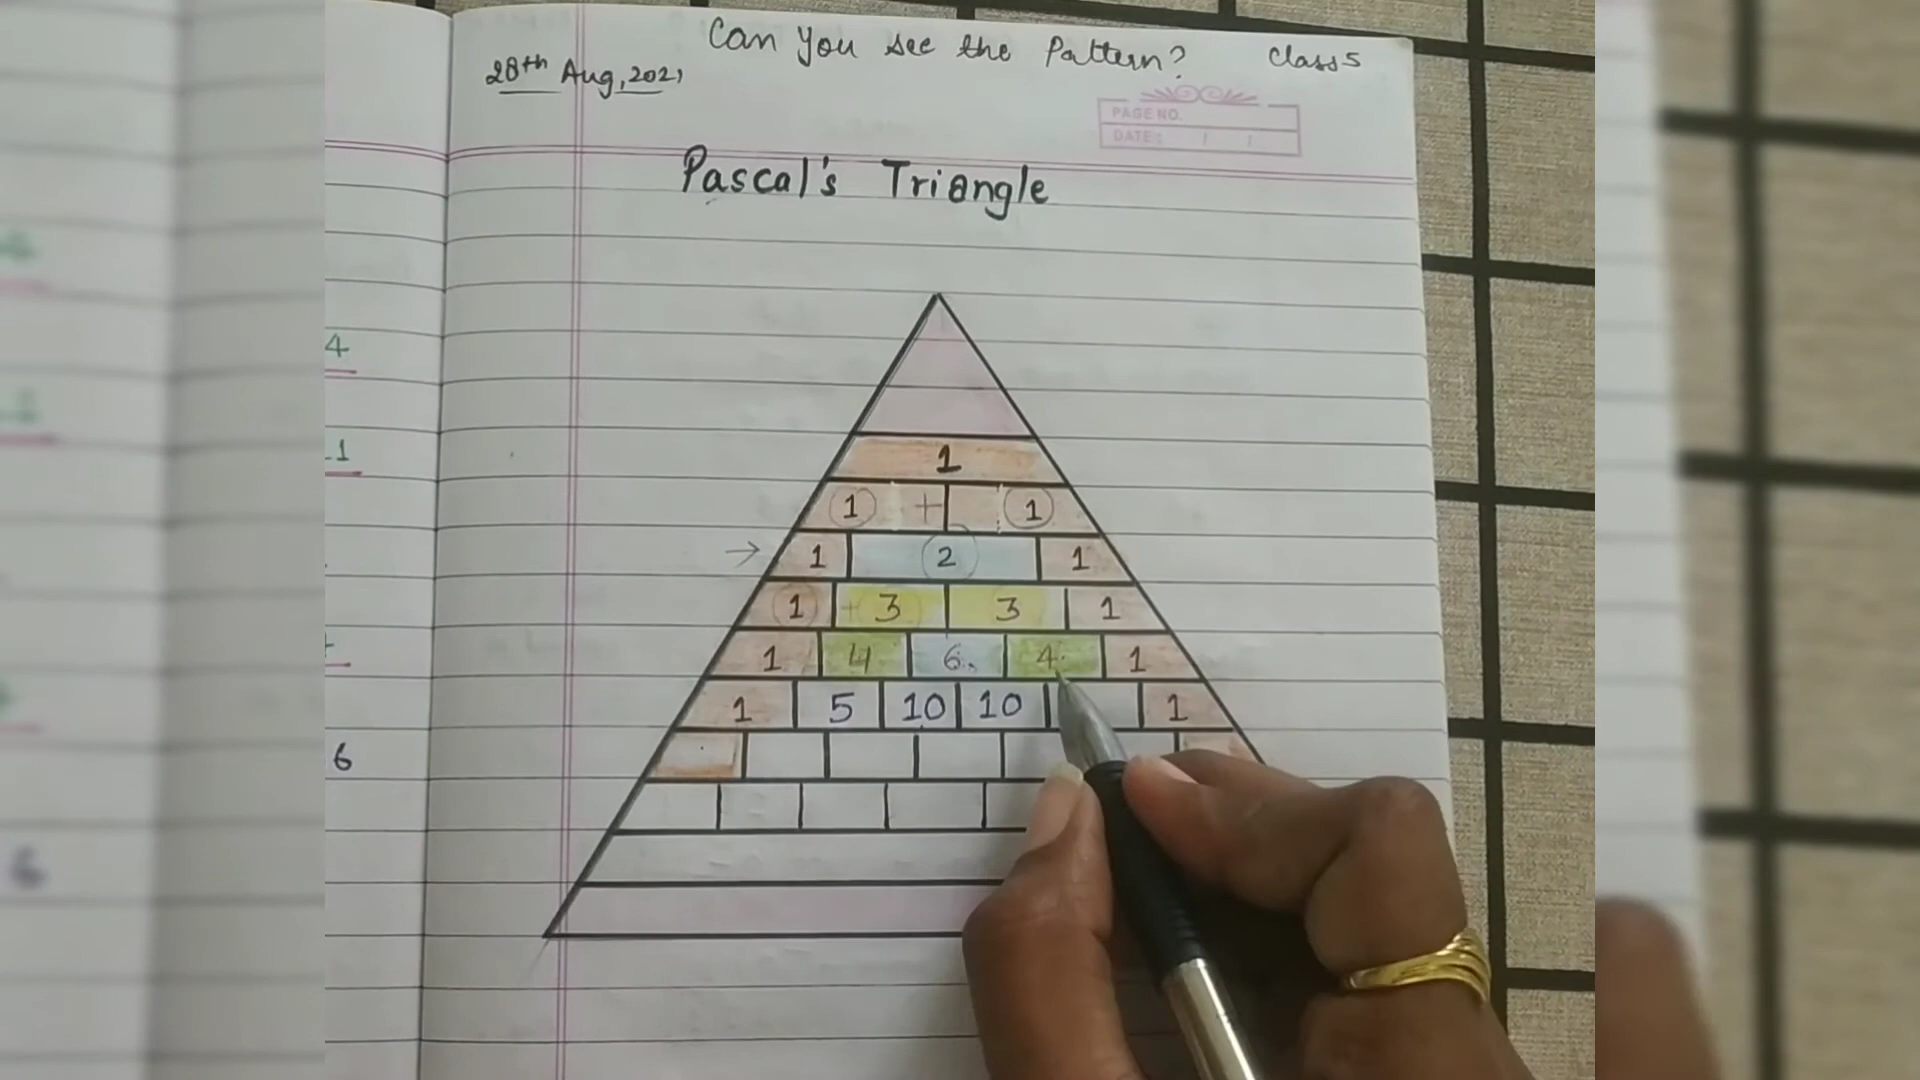 Can you see the Pattern? Class 5
28th Aug, 2021
PAGE NO.
DATE: / /
Pascal's Triangle
4
1
1
1 + 1
→ 1 2 1
1 + 3 3 1
1 4 6 4 1
1 5 10 10 1
6